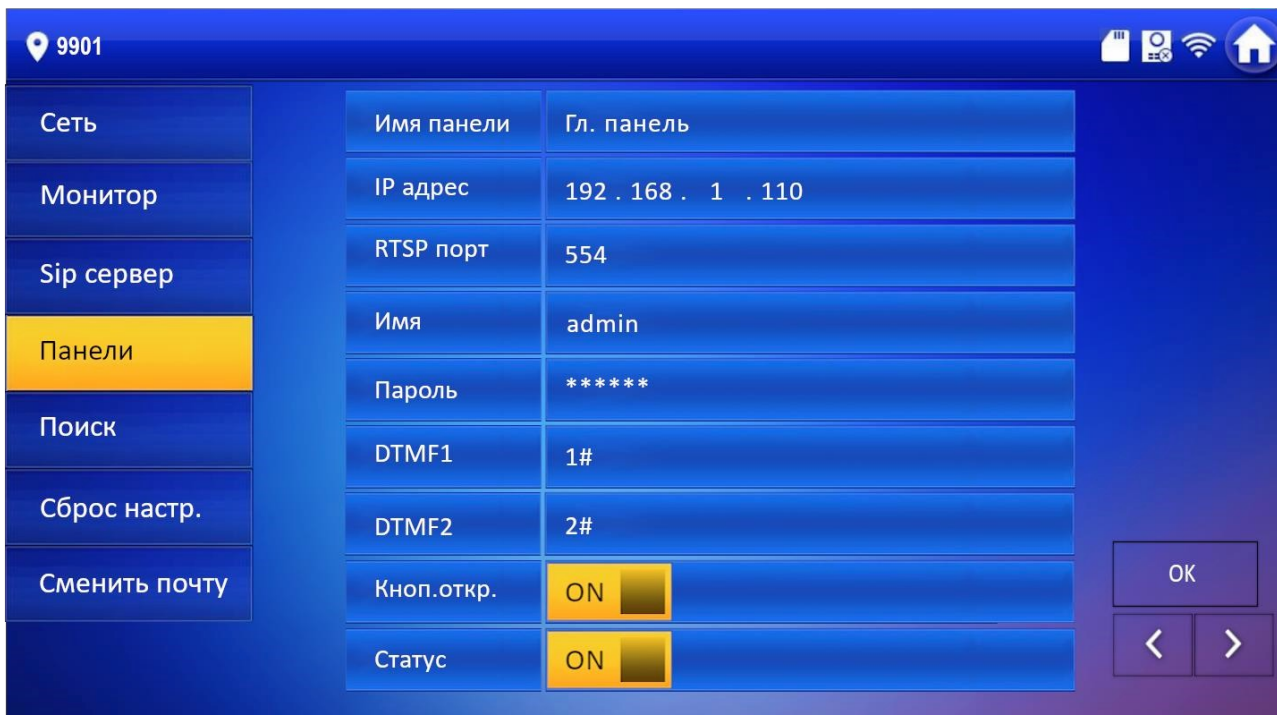 9901
Сеть
Монитор
Sip сервер
Панели
Поиск
Сброс настр.
Сменить почту
Имя панели Гл. панель
IP адрес 192 . 168 . 1 . 110
RTSP порт 554
Имя admin
Пароль ******
DTMF1 1#
DTMF2 2#
Кноп.откр. ON
Статус ON
OK